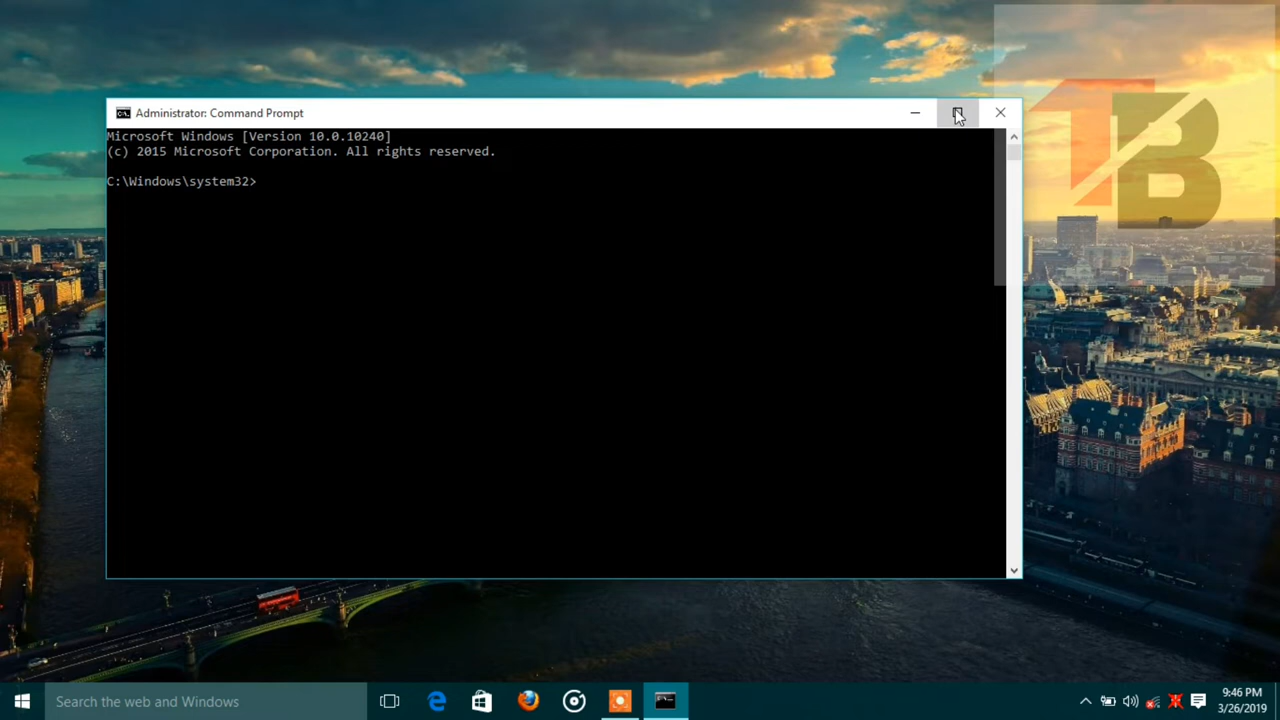 Administrator: Command Prompt
Microsoft Windows [Version 10.0.10240]
(c) 2015 Microsoft Corporation. All rights reserved.
C:\Windows\system32>
TB
Search the web and Windows
9:46 PM
3/26/2019